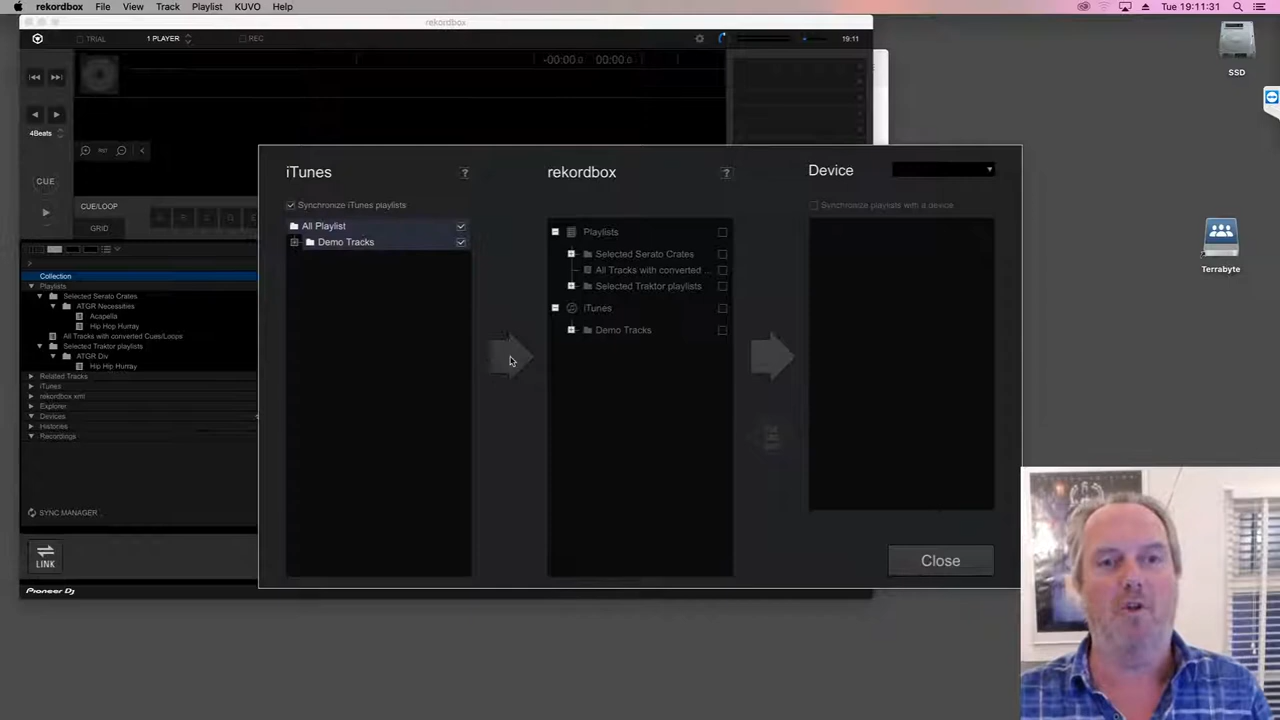 rekordbox File View Track Playlist KUVO Help
Tue 19:11:31
rekordbox
TRIAL
1 PLAYER
REC
19:11
-00:00.0 00:00.0
4Beats
CUE
CUE/LOOP
GRID
Collection
Playlists
Selected Serato Crates
ATGR Necessities
Acapella
Hip Hop Hurray
All Tracks with converted Cues/Loops
Selected Traktor playlists
ATGR Div
Hip Hop Hurray
Related Tracks
iTunes
rekordbox xml
Explorer
Devices
Histories
Recordings
SYNC MANAGER
LINK
Pioneer Dj
iTunes
?
Synchronize iTunes playlists
All Playlist
Demo Tracks
rekordbox
?
Playlists
Selected Serato Crates
All Tracks with converted ...
Selected Traktor playlists
iTunes
Demo Tracks
Device
Synchronize playlists with a device
Close
SSD
Terrabyte